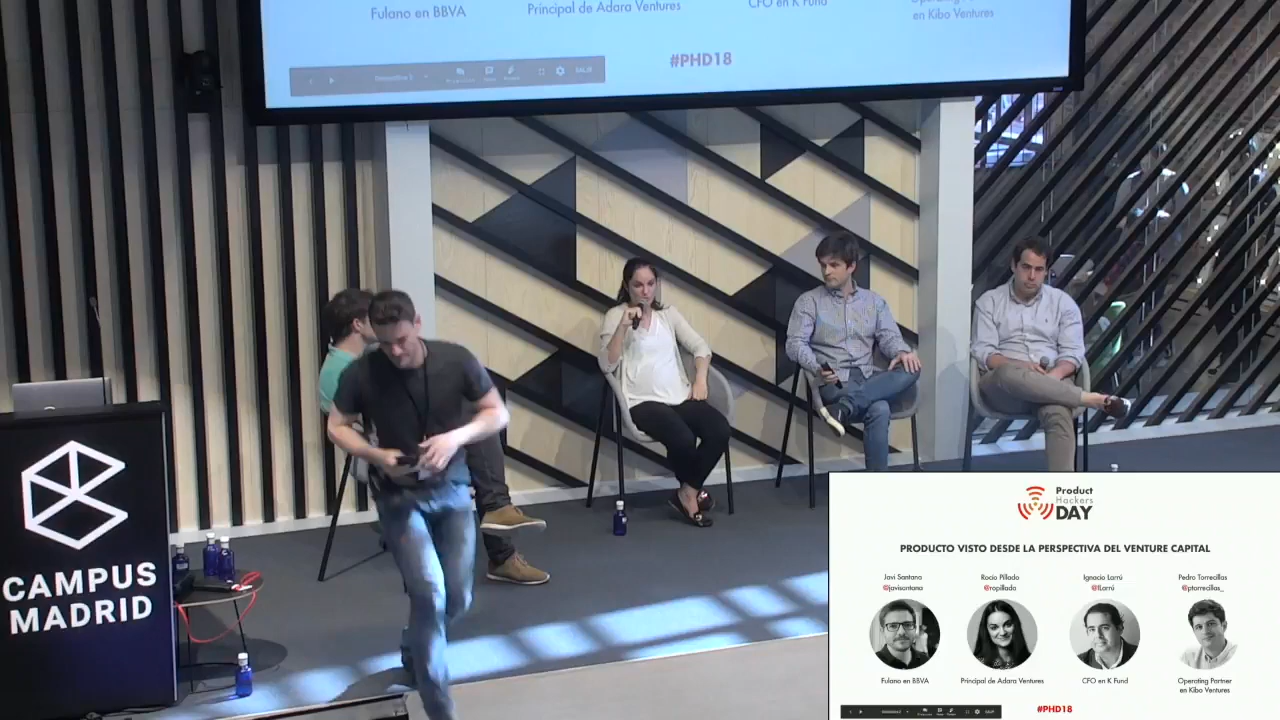 Fulano en BBVA
Principal de Adara Ventures
CFO en K Fund
en Kibo Ventures
#PHD18
CAMPUS
MADRID
Product
Hackers
DAY
PRODUCTO VISTO DESDE LA PERSPECTIVA DEL VENTURE CAPITAL
Javi Santana
@javisantana
Rocio Pillado
@ropillado
Ignacio Larrú
@ILarrú
Pedro Torrecillas
@ptorrecillas_
Fulano en BBVA
Principal de Adara Ventures
CFO en K Fund
Operating Partner
en Kibo Ventures
#PHD18